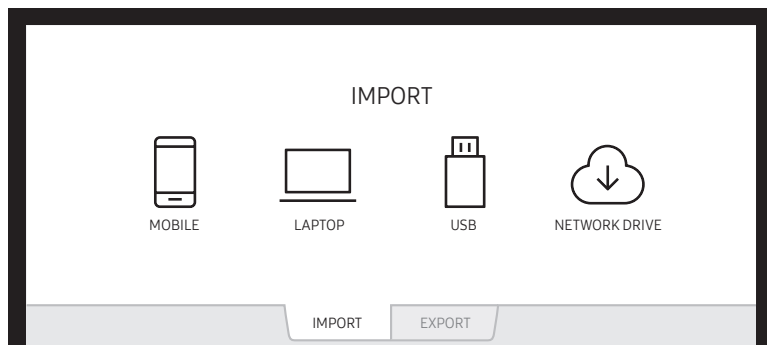 IMPORT
MOBILE LAPTOP USB NETWORK DRIVE
IMPORT EXPORT